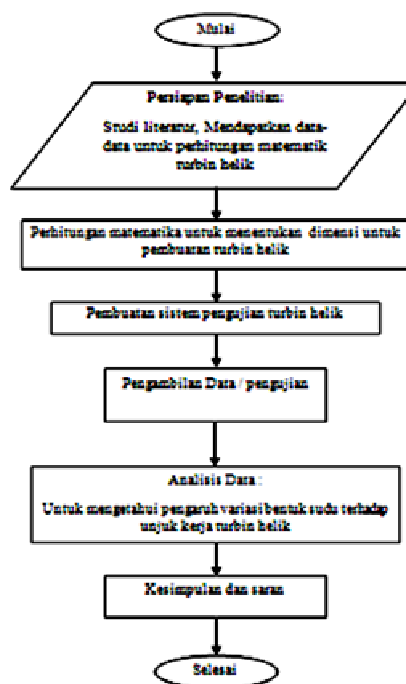 Mulai
Persiapan Penelitian:
Studi literatur, Mendapatkan data-
data untuk perhitungan matematik
turbin helik
Perhitungan matematika untuk menentukan dimensi untuk
pembuatan turbin helik
Pembuatan sistem pengujian turbin helik
Pengambilan Data / pengujian
Analisis Data :
Untuk mengetahui pengaruh variasi bentuk sudu terhadap
unjuk kerja turbin helik
Kesimpulan dan saran
Selesai